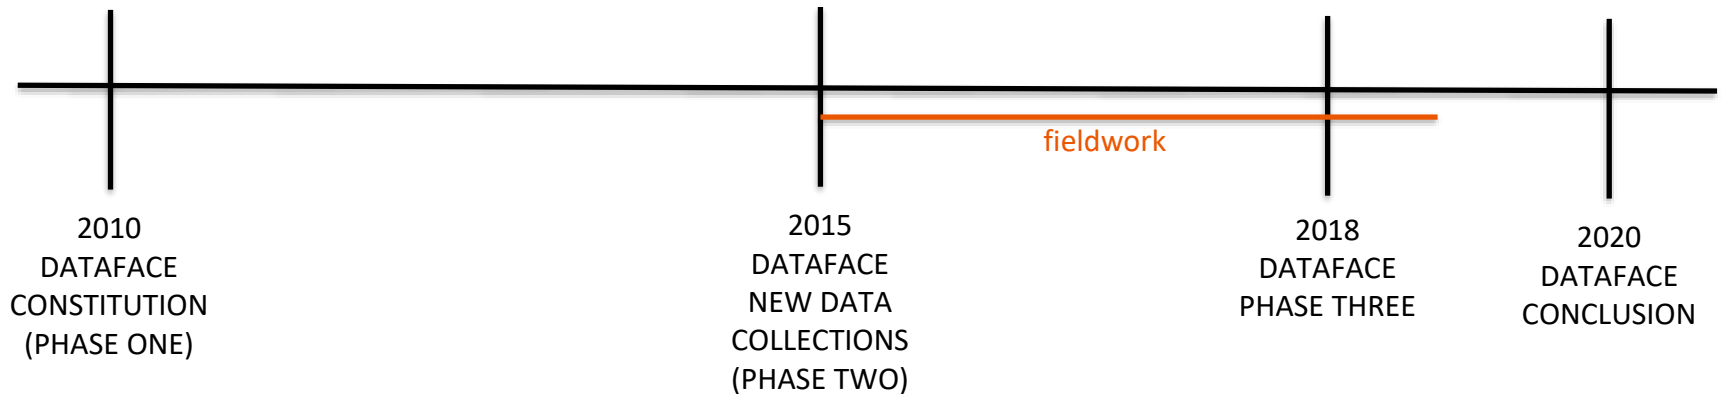 fieldwork
2010
DATAFACE
CONSTITUTION
(PHASE ONE)
2015
DATAFACE
NEW DATA
COLLECTIONS
(PHASE TWO)
2018
DATAFACE
PHASE THREE
2020
DATAFACE
CONCLUSION